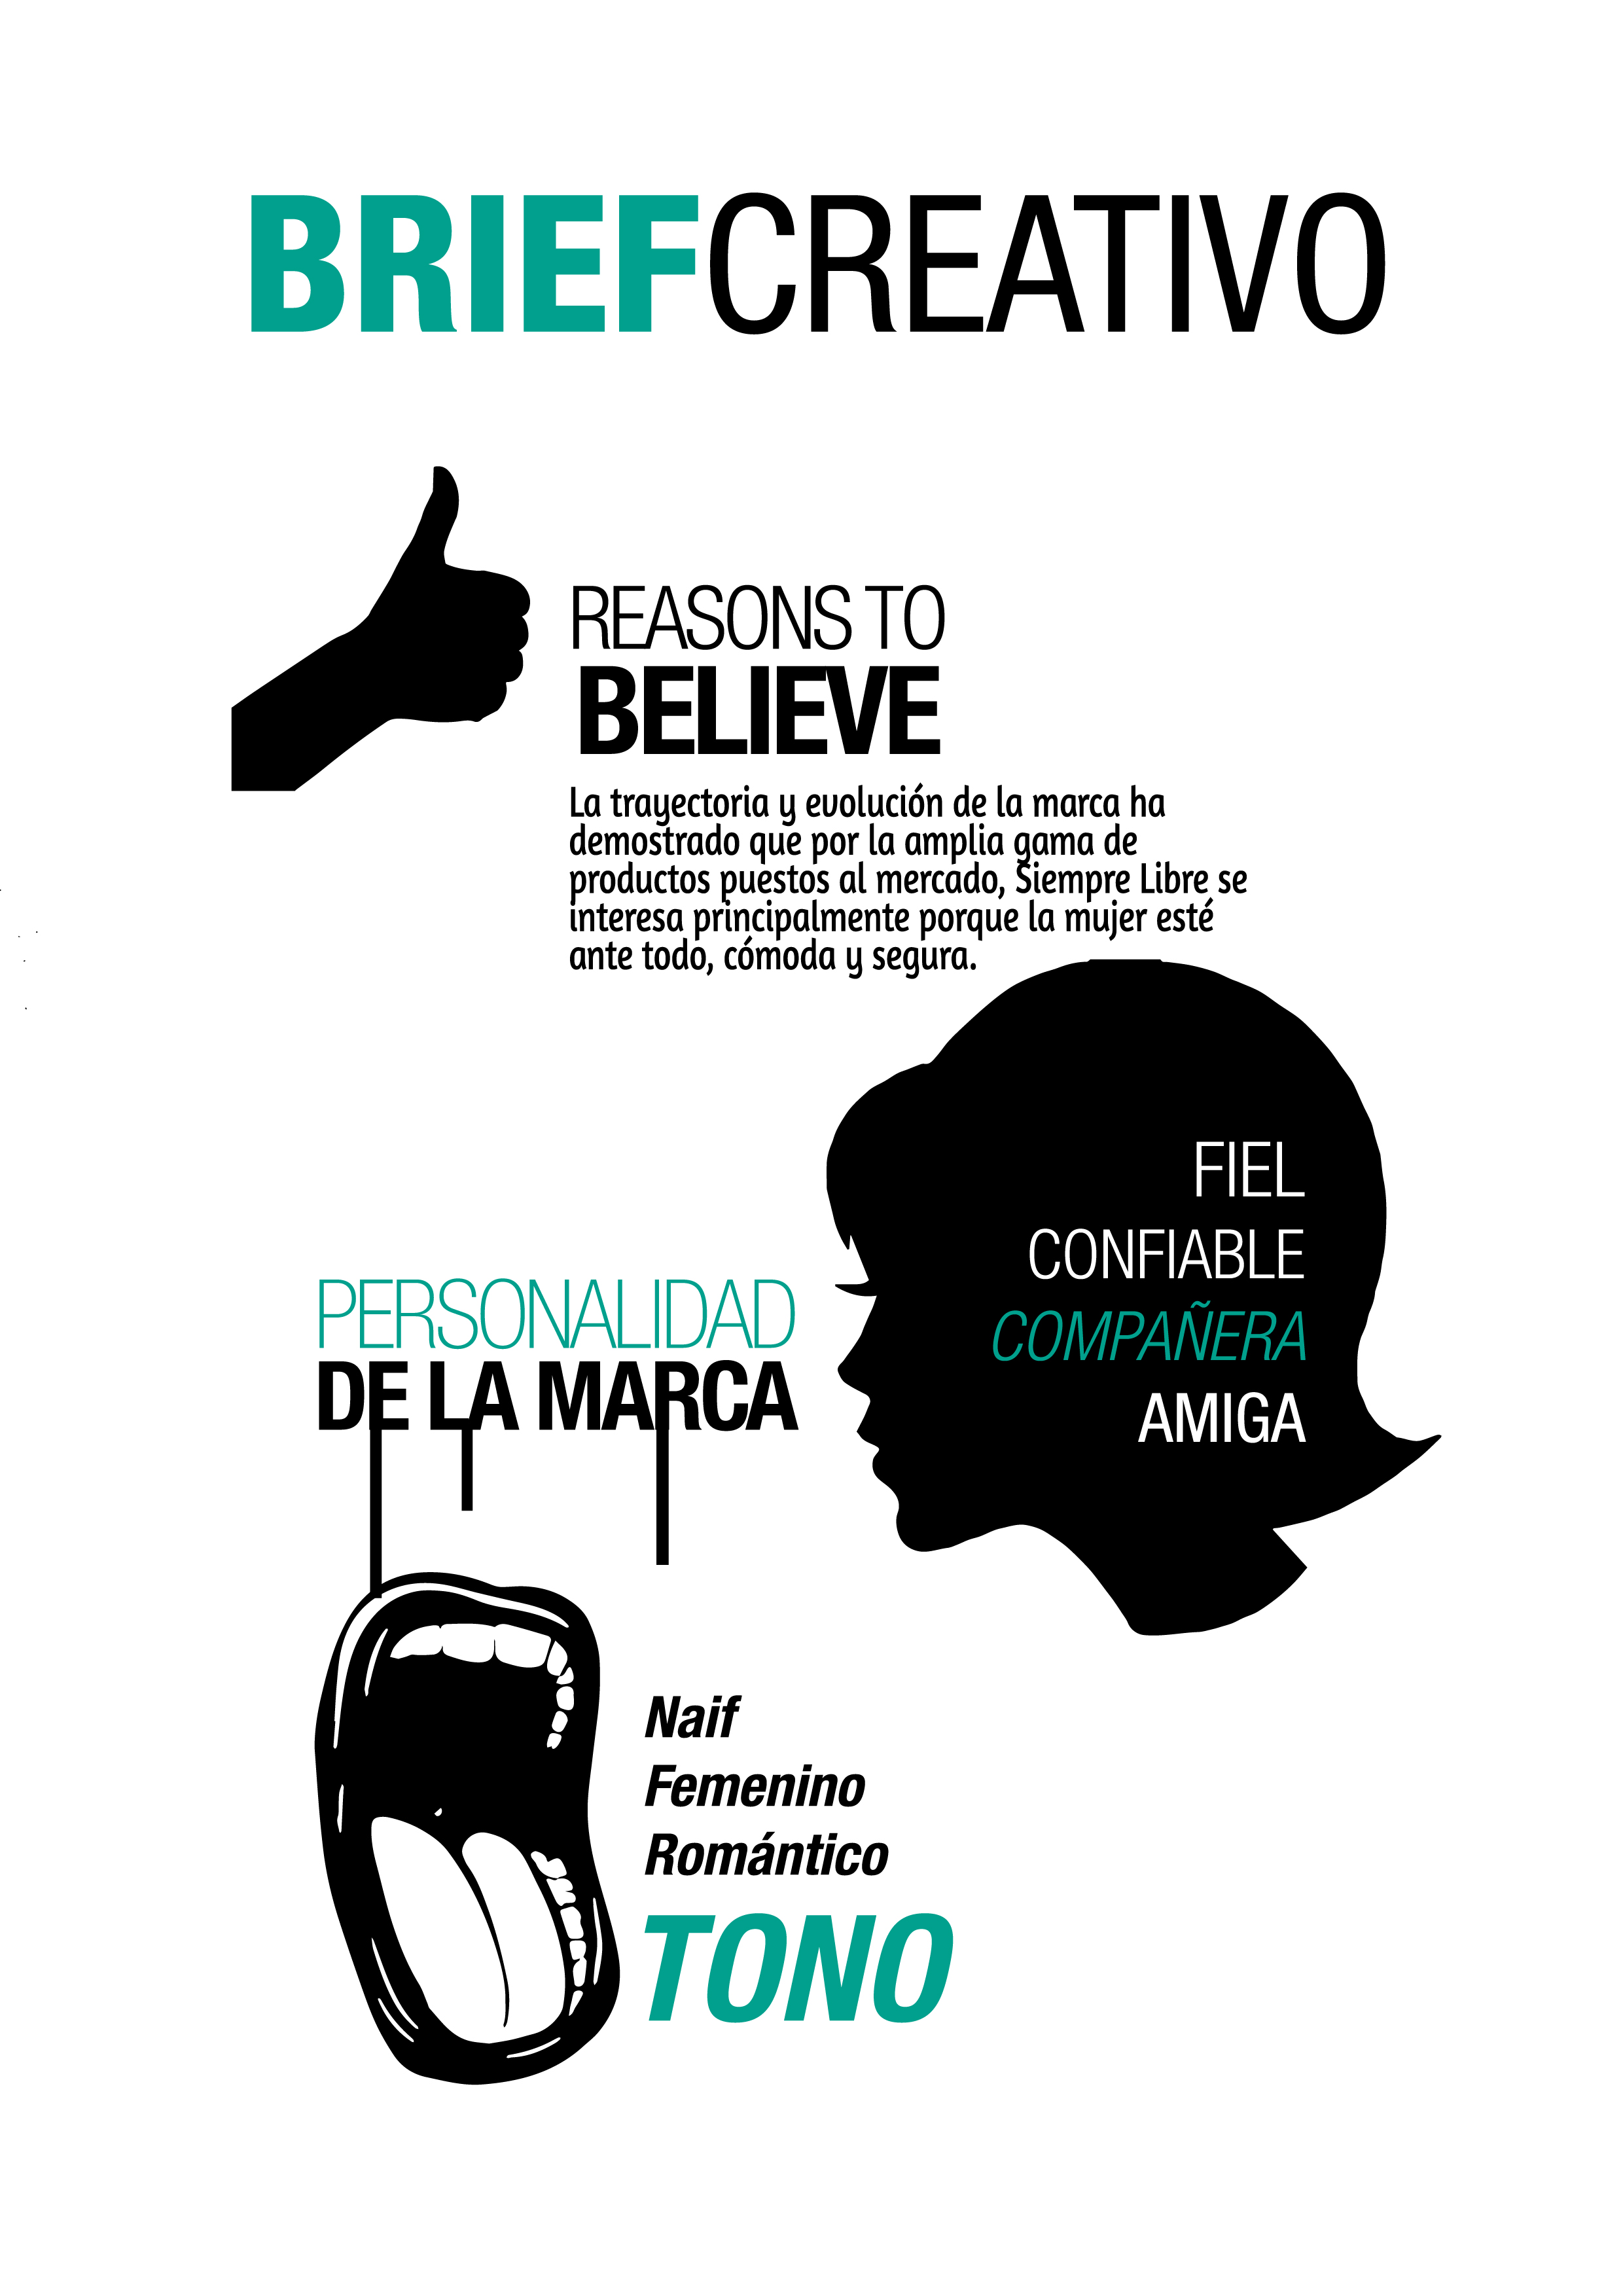 BRIEFCREATIVO
REASONS TO
BELIEVE
La trayectoria y evolución de la marca ha
demostrado que por la amplia gama de
productos puestos al mercado, Siempre Libre se
interesa principalmente porque la mujer esté
ante todo, cómoda y segura.
FIEL
CONFIABLE
COMPAÑERA
AMIGA
PERSONALIDAD
DE LA MARCA
Naif
Femenino
Romántico
TONO